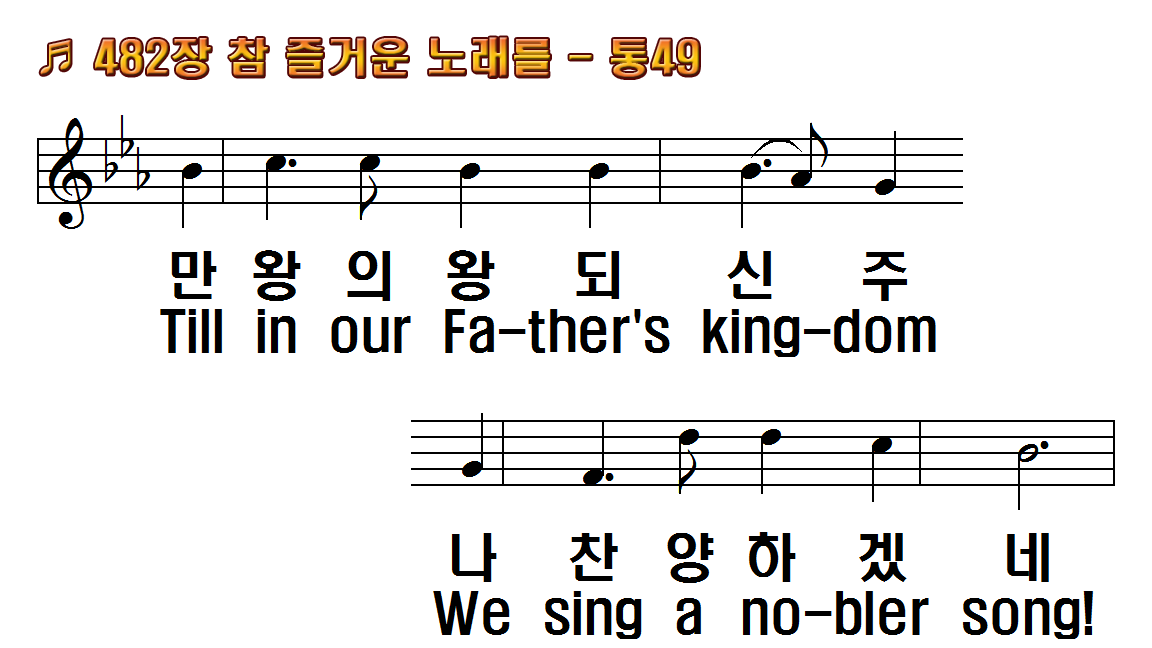 ♬ 482장 참 즐거운 노래를 - 통49
만 왕 의 왕 되 신 주
Till in our Fa-ther's king-dom
나 찬 양 하 겠 네
We sing a no-bler song!